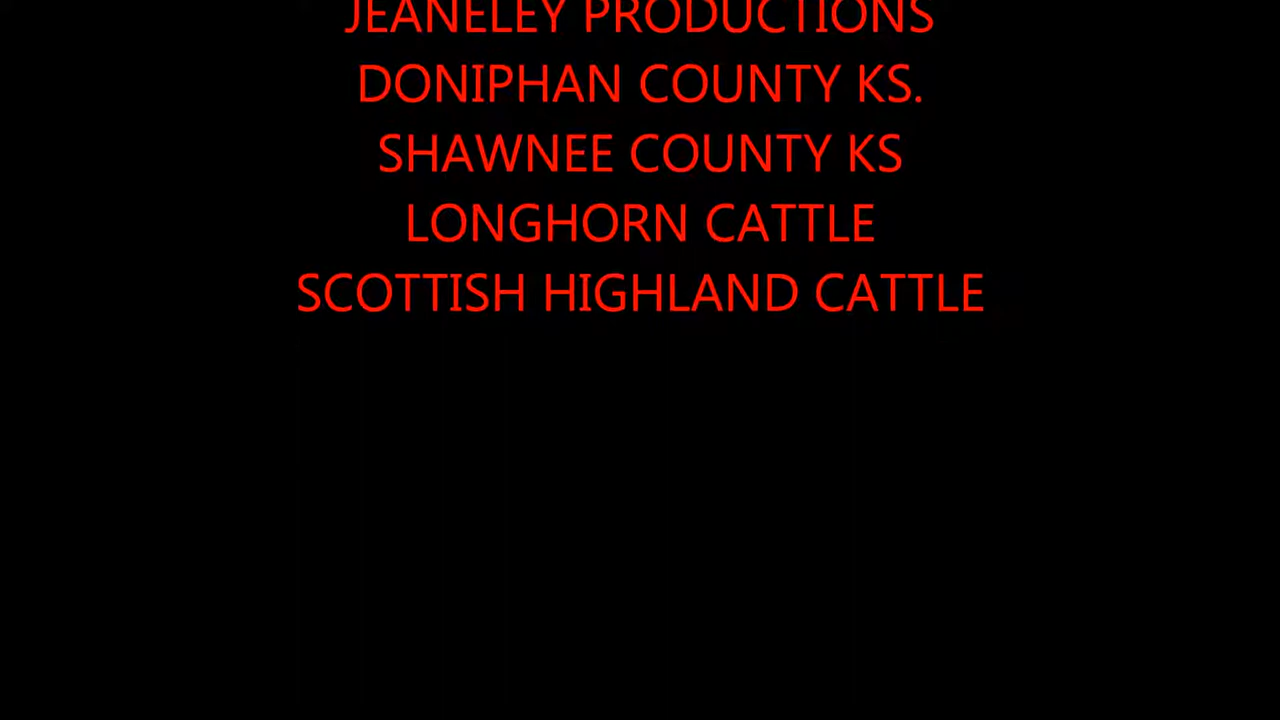 JEANELEY PRODUCTIONS
DONIPHAN COUNTY KS.
SHAWNEE COUNTY KS
LONGHORN CATTLE
SCOTTISH HIGHLAND CATTLE